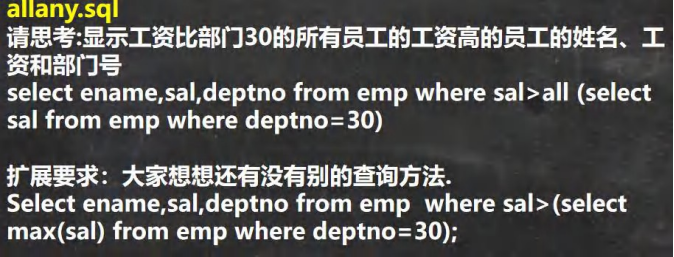 allany.sql
请思考:显示工资比部门30的所有员工的工资高的员工的姓名、工
资和部门号
select ename,sal,deptno from emp where sal>all (select
sal from emp where deptno=30)
扩展要求：大家想想还有没有别的查询方法.
Select ename,sal,deptno from emp  where sal>(select
max(sal) from emp where deptno=30);